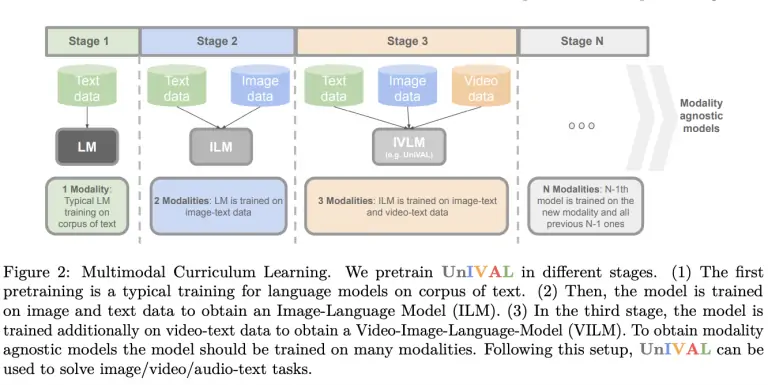 Stage 1
Stage 2
Stage 3
Stage N
Text
data
Text
data
Image
data
Text
data
Image
data
Video
data
LM
ILM
IVLM
(e.g. UniVAL)
o o o
Modality
agnostic
models
1 Modality:
Typical LM
training on
corpus of text
2 Modalities: LM is trained on
image-text data
3 Modalities: ILM is trained on image-text
and video-text data
N Modalities: N-1th
model is trained on the
new modality and all
previous N-1 ones
Figure 2: Multimodal Curriculum Learning. We pretrain UnIVAL in different stages. (1) The first
pretraining is a typical training for language models on corpus of text. (2) Then, the model is trained
on image and text data to obtain an Image-Language Model (ILM). (3) In the third stage, the model is
trained additionally on video-text data to obtain a Video-Image-Language-Model (VILM). To obtain modality
agnostic models the model should be trained on many modalities. Following this setup, UnIVAL can be
used to solve image/video/audio-text tasks.